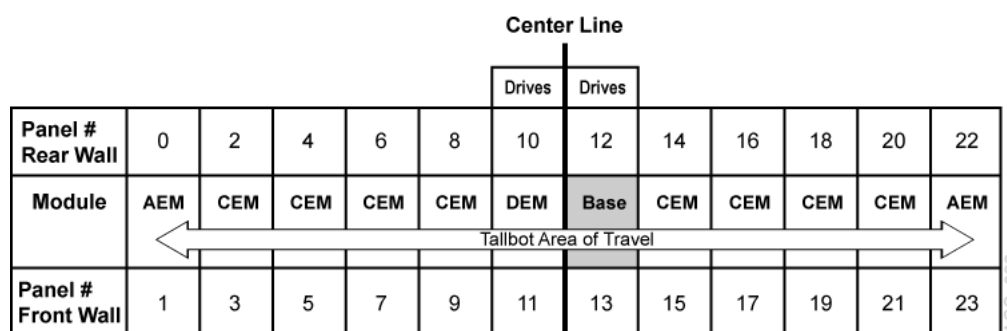 Center Line
Drives Drives
Panel # Rear Wall 0 2 4 6 8 10 12 14 16 18 20 22
Module AEM CEM CEM CEM CEM DEM Base CEM CEM CEM CEM AEM
Tallbot Area of Travel
Panel # Front Wall 1 3 5 7 9 11 13 15 17 19 21 23